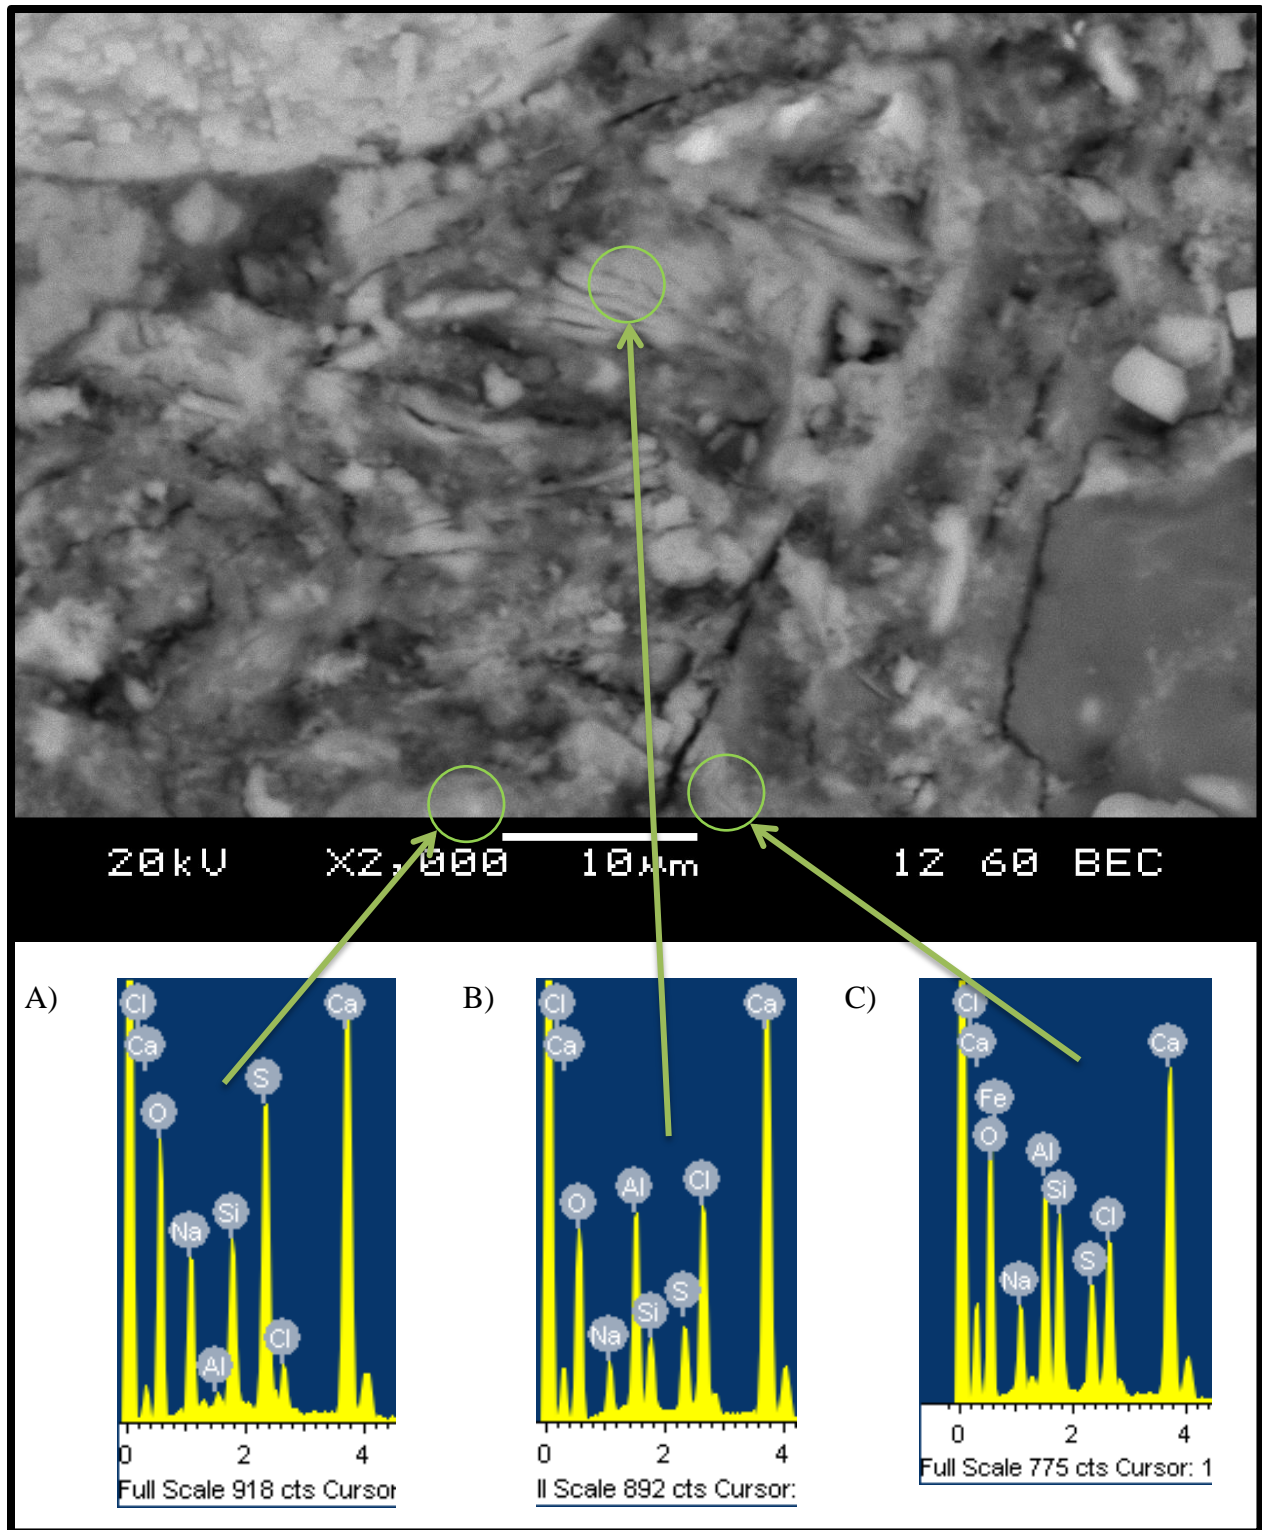 20kV X2,000 10µm 12 60 BEC
A)
Cl
Ca
O
Na
Al
Si
S
Cl
Ca
0 2 4
Full Scale 918 cts Cursor
B)
Cl
Ca
O
Na
Al
Si
S
Cl
Ca
0 2 4
ll Scale 892 cts Cursor:
C)
Cl
Ca
Fe
O
Na
Al
Si
S
Cl
Ca
0 2 4
Full Scale 775 cts Cursor: 1